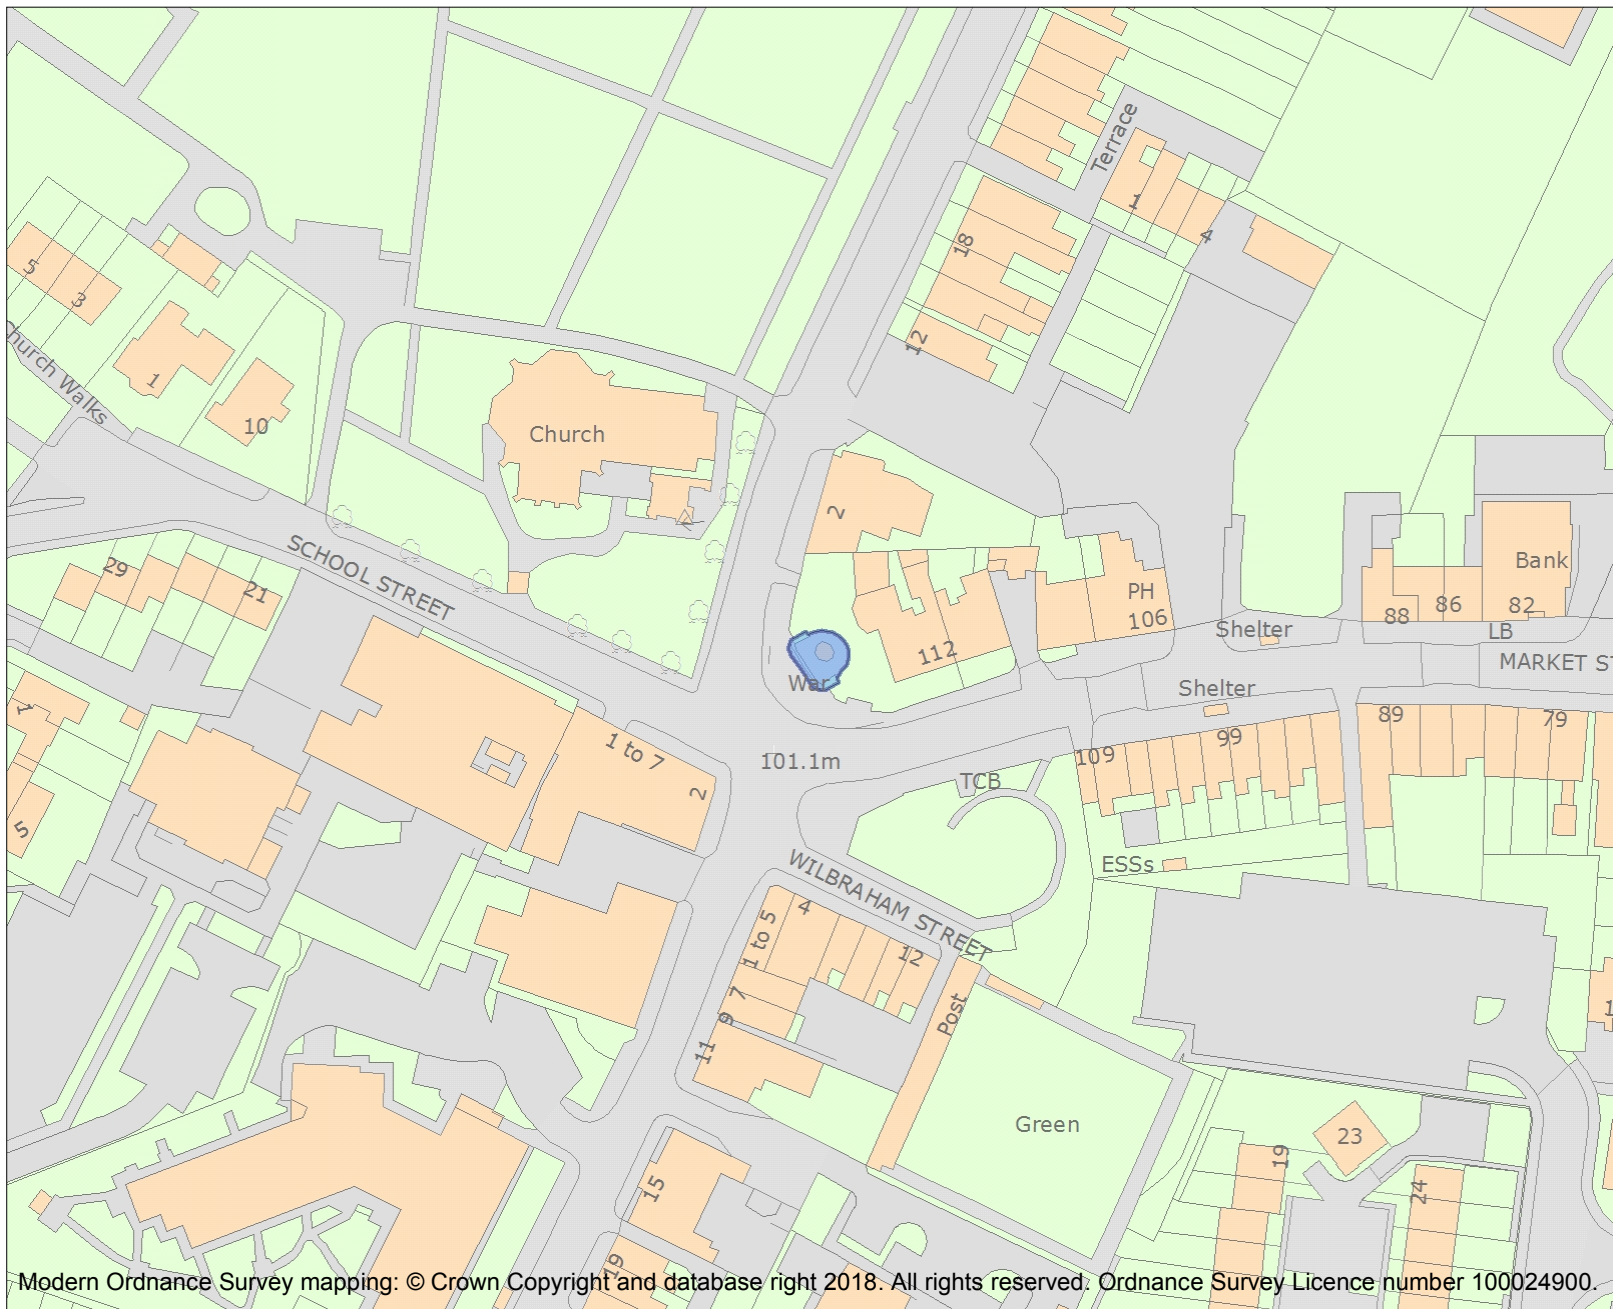 Terrace
1
4
18
12
5
3
Church Walks
1
10
Church
2
SCHOOL STREET
29
21
PH
106
112
Bank
88
86
82
LB
Shelter
MARKET ST
Shelter
War
101.1m
1 to 7
2
1
5
109
99
89
79
TCB
ESSs
WILBRAHAM STREET
1 to 5
4
12
7
9
11
Post
Green
15
19
23
19
24
1
Modern Ordnance Survey mapping: © Crown Copyright and database right 2018. All rights reserved. Ordnance Survey Licence number 100024900.